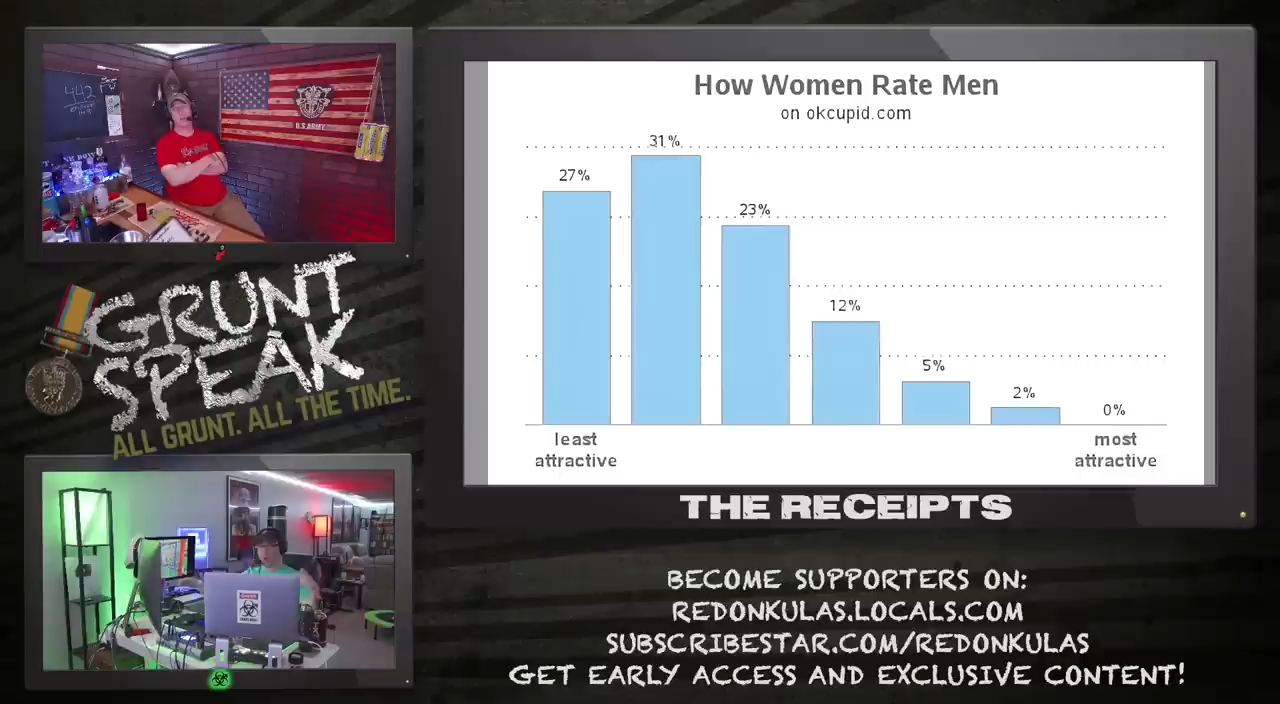 442
U.S. ARMY
GRUNT
SPEAK
ALL GRUNT. ALL THE TIME.
How Women Rate Men
on okcupid.com
27%
31%
23%
12%
5%
2%
0%
least
attractive
most
attractive
THE RECEIPTS
BECOME SUPPORTERS ON:
REDONKULAS.LOCALS.COM
SUBSCRIBESTAR.COM/REDONKULAS
GET EARLY ACCESS AND EXCLUSIVE CONTENT!